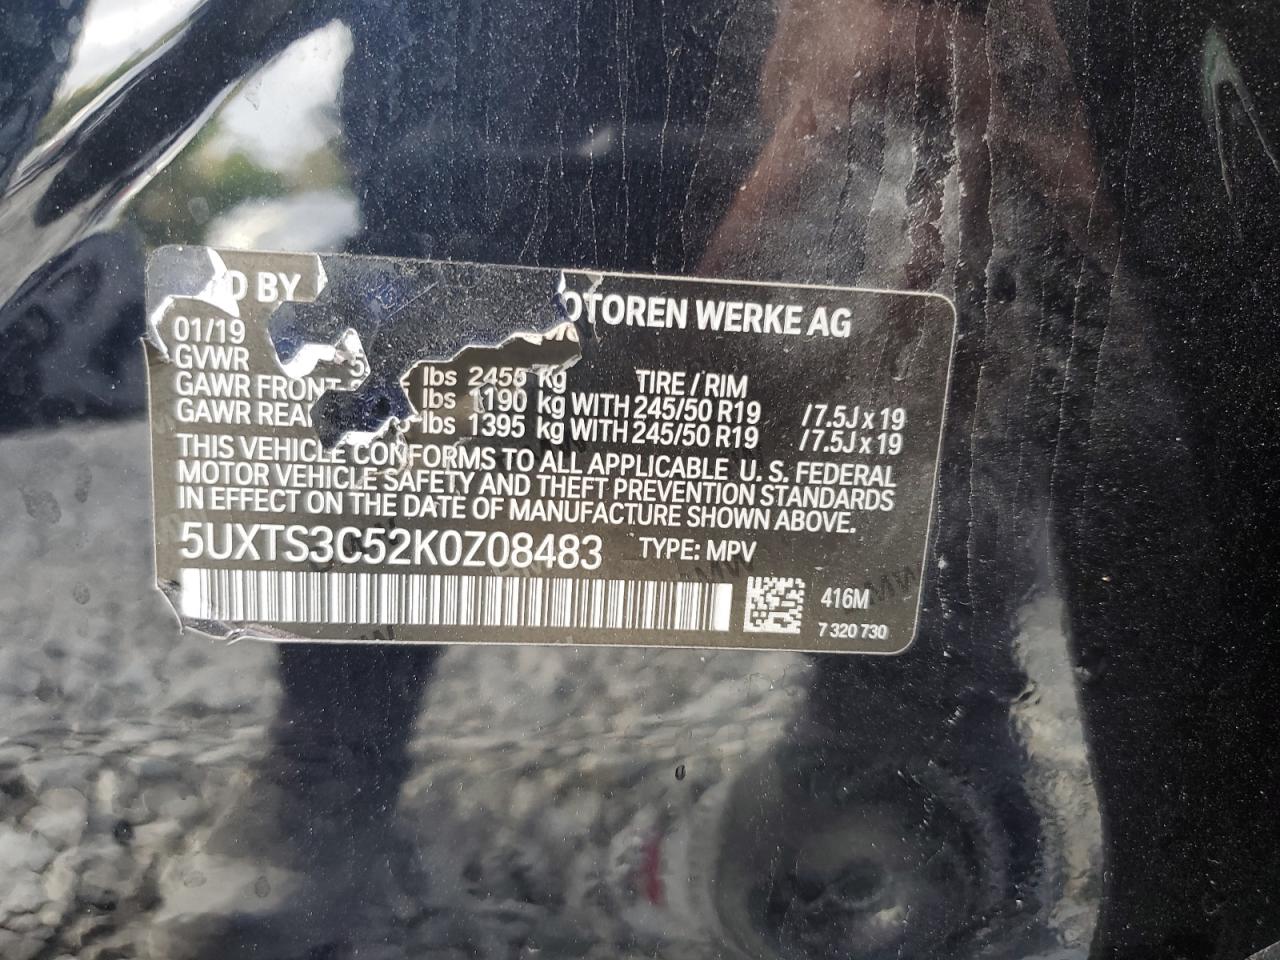 BY
OTOREN WERKE AG
01/19
GVWR lbs 2455 kg TIRE / RIM
GAWR FRONT lbs 1190 kg WITH 245/50 R19 /7.5J x 19
GAWR REAR lbs 1395 kg WITH 245/50 R19 /7.5J x 19
THIS VEHICLE CONFORMS TO ALL APPLICABLE U. S. FEDERAL
MOTOR VEHICLE SAFETY AND THEFT PREVENTION STANDARDS
IN EFFECT ON THE DATE OF MANUFACTURE SHOWN ABOVE.
5UXTS3C52K0Z08483 TYPE: MPV
416M
7 320 730